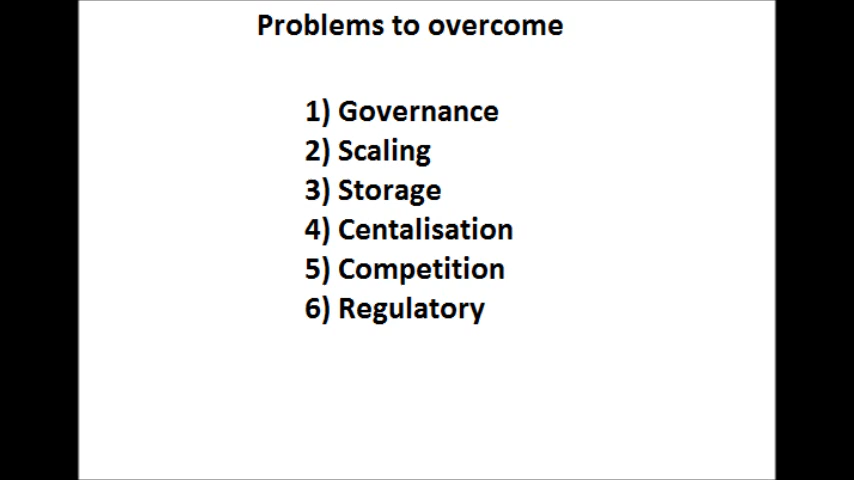 Problems to overcome
1) Governance
2) Scaling
3) Storage
4) Centalisation
5) Competition
6) Regulatory